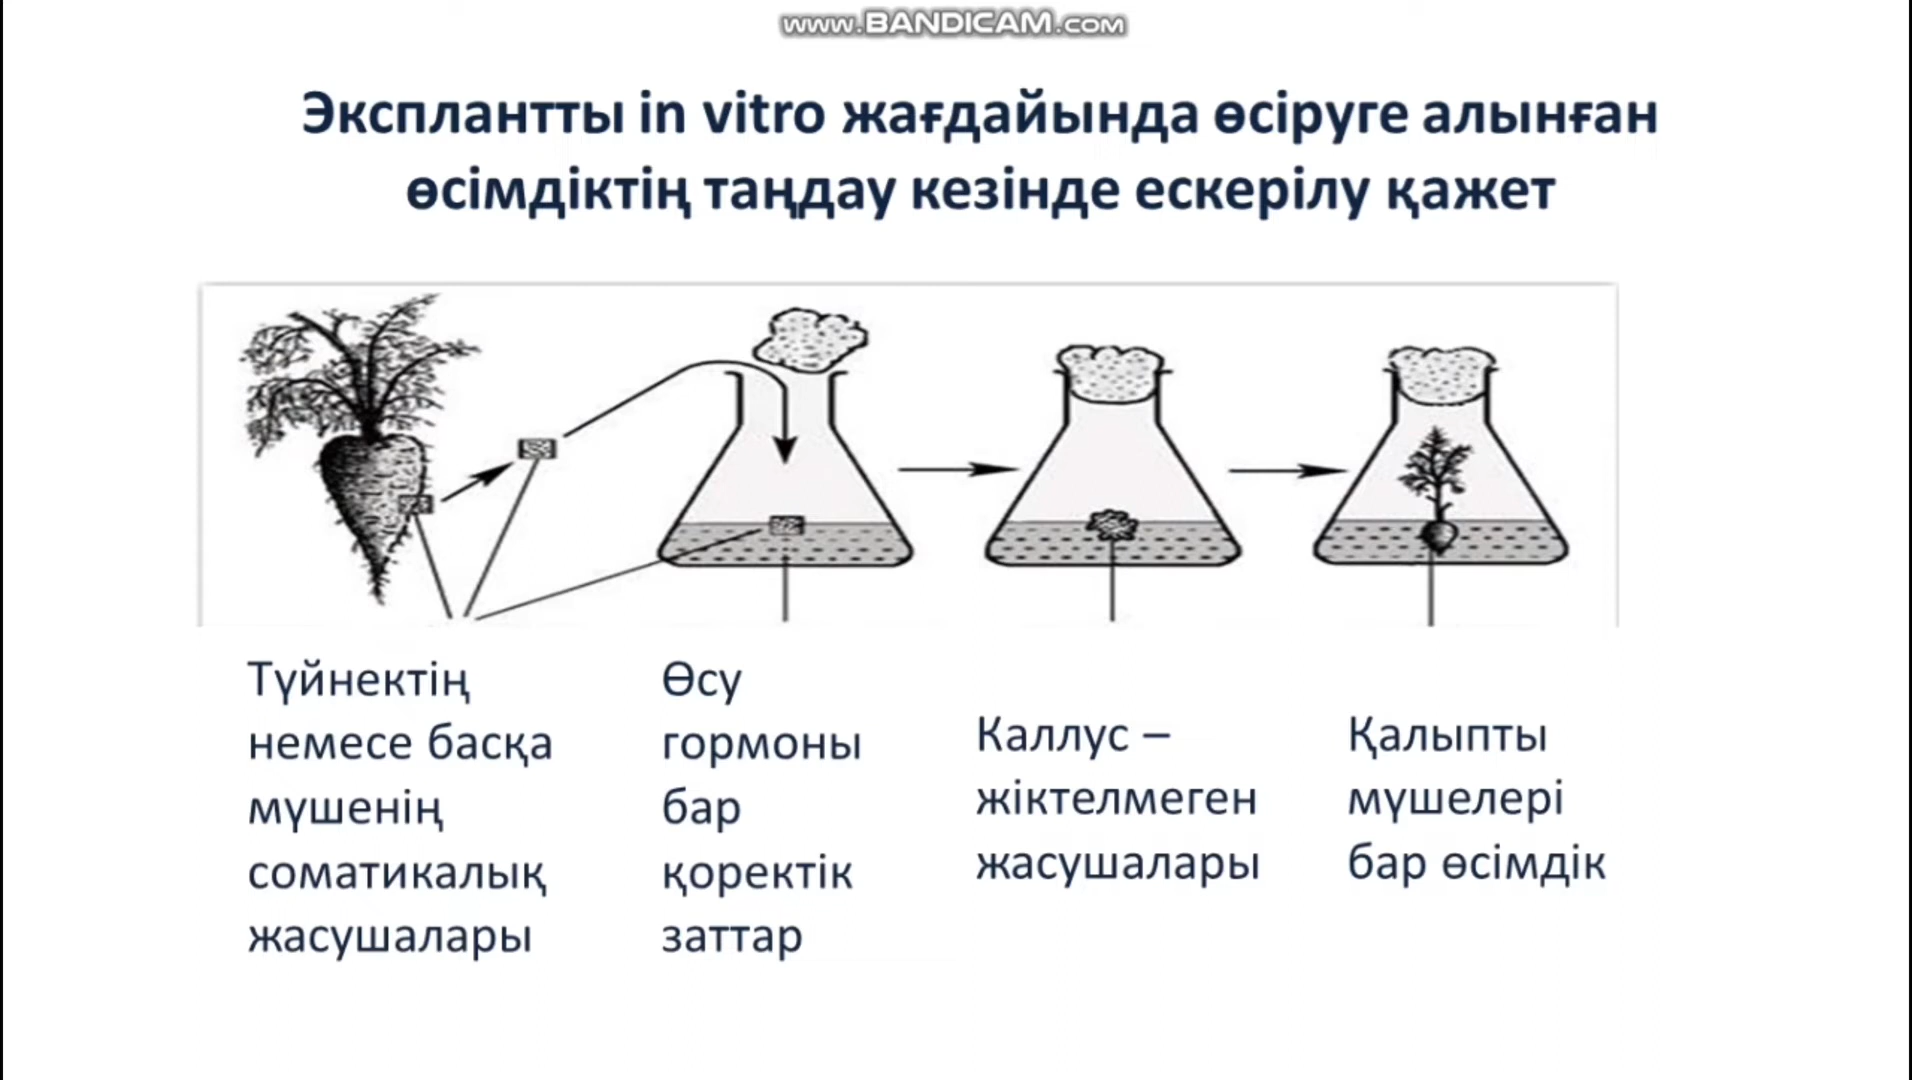 www.BANDICAM.com
Эксплантты in vitro жағдайында өсіруге алынған
өсімдіктің таңдау кезінде ескерілу қажет
Түйнектің
немесе басқа
мүшенің
соматикалық
жасушалары
Өсу
гормоны
бар
қоректік
заттар
Каллус –
жіктелмеген
жасушалары
Қалыпты
мүшелері
бар өсімдік